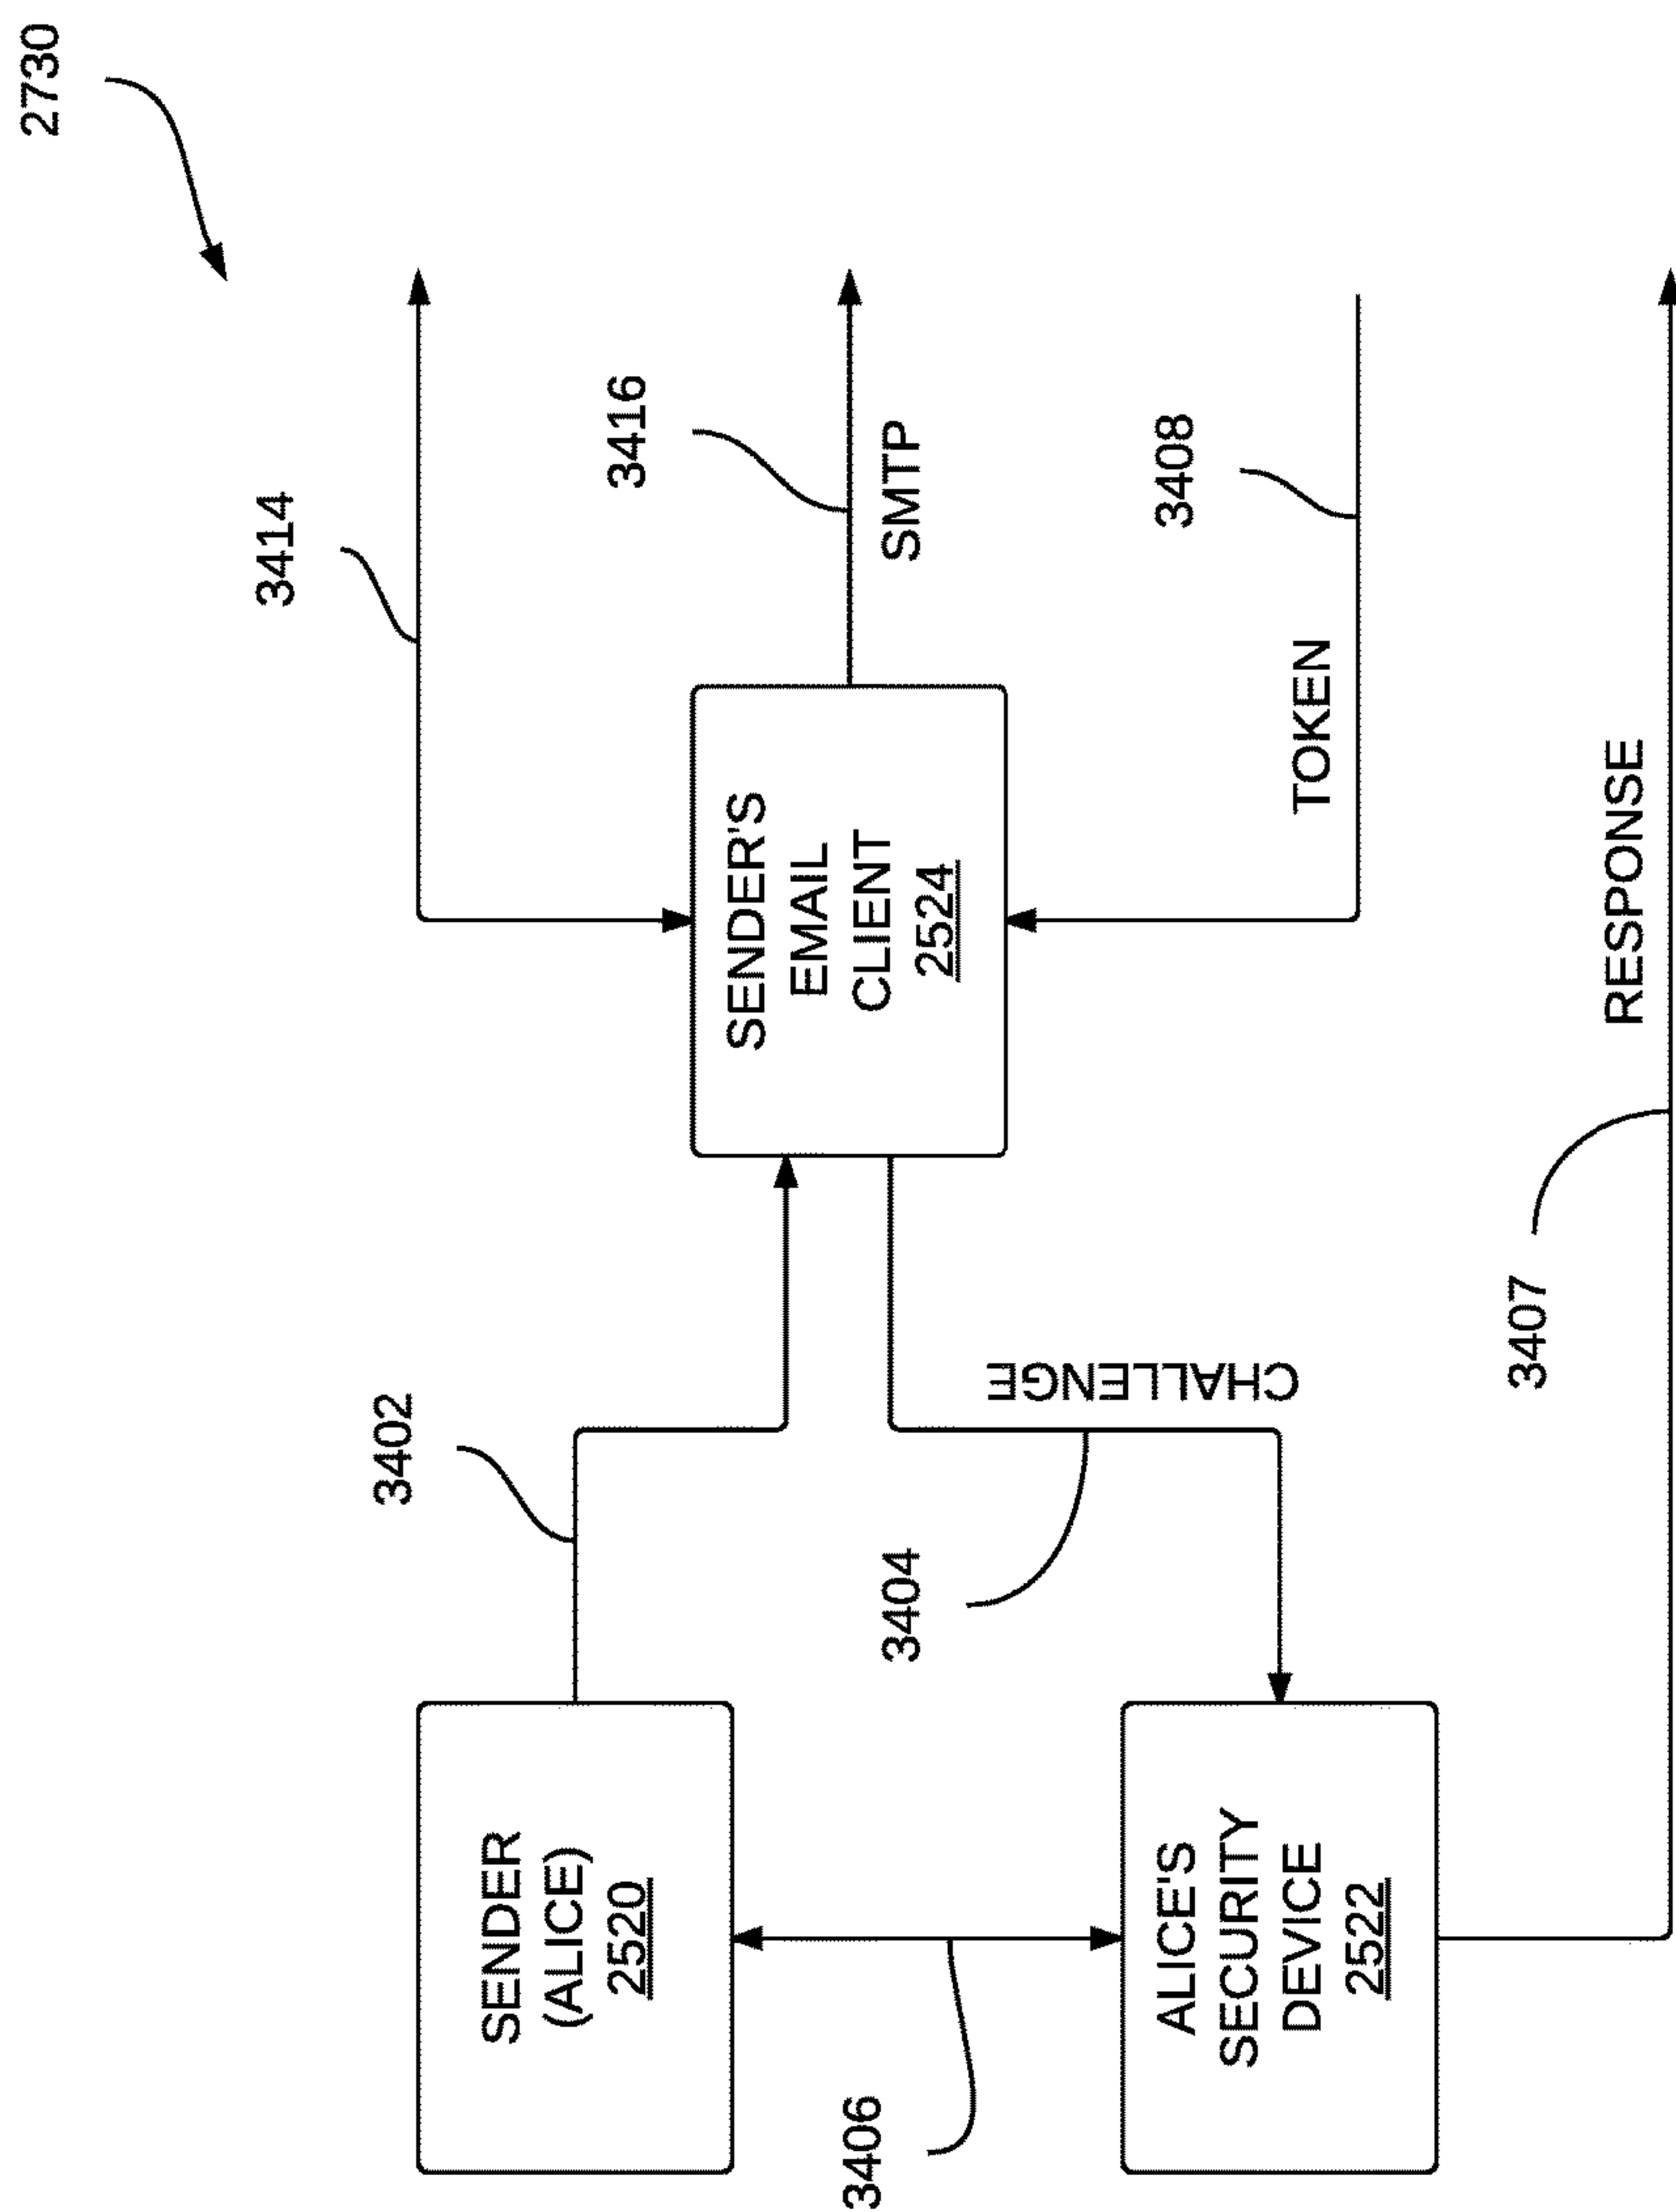 2730
3414
3416
SMTP
3402
SENDER
(ALICE)
2520
SENDER'S
EMAIL
CLIENT
2524
3408
TOKEN
3406
3404
CHALLENGE
ALICE'S
SECURITY
DEVICE
2522
3407
RESPONSE